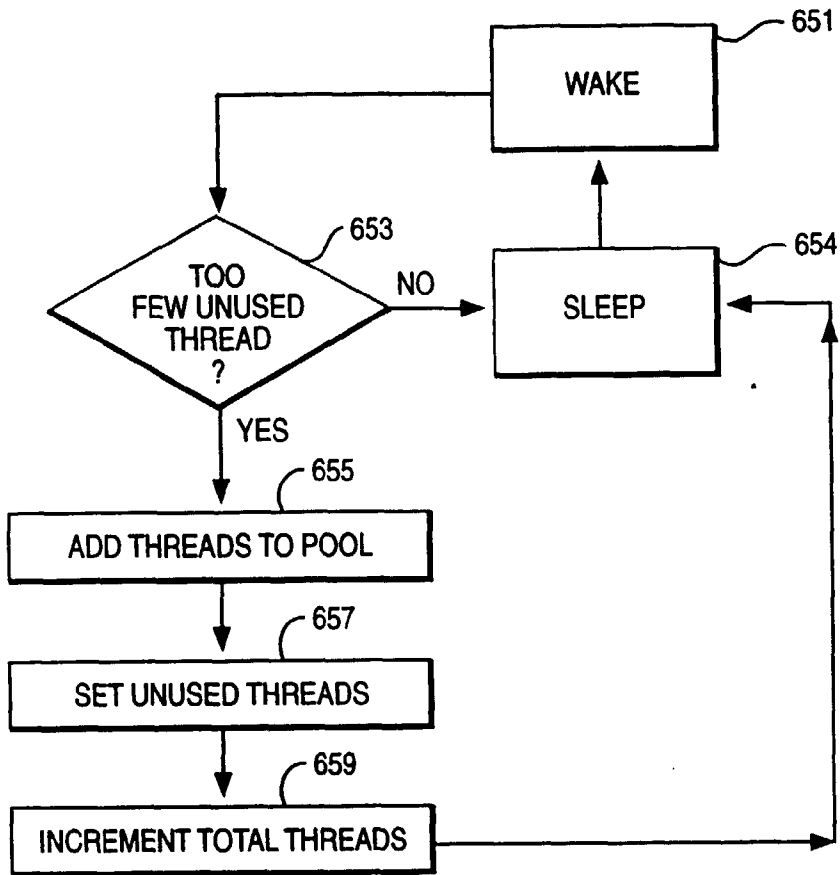 651
WAKE
653
TOO
FEW UNUSED
THREAD
?
NO
654
SLEEP
YES
655
ADD THREADS TO POOL
657
SET UNUSED THREADS
659
INCREMENT TOTAL THREADS